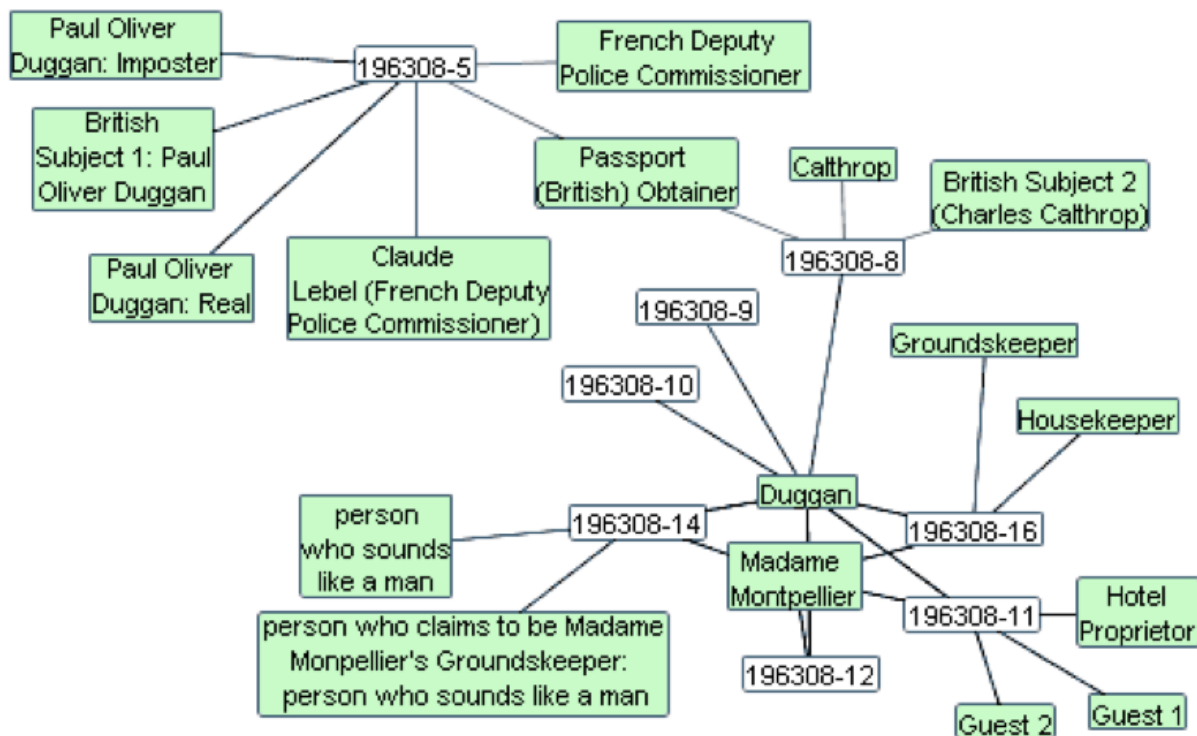 Paul Oliver
Duggan: Imposter
196308-5
French Deputy
Police Commissioner
British
Subject 1: Paul
Oliver Duggan
Passport
(British) Obtainer
Calthrop
British Subject 2
(Charles Calthrop)
Paul Oliver
Duggan: Real
Claude
Lebel (French Deputy
Police Commissioner)
196308-8
196308-9
Groundskeeper
196308-10
Housekeeper
Duggan
person
who sounds
like a man
196308-14
196308-16
Madame
Montpellier
Hotel
Proprietor
196308-11
person who claims to be Madame
Monpellier's Groundskeeper:
person who sounds like a man
196308-12
Guest 2
Guest 1